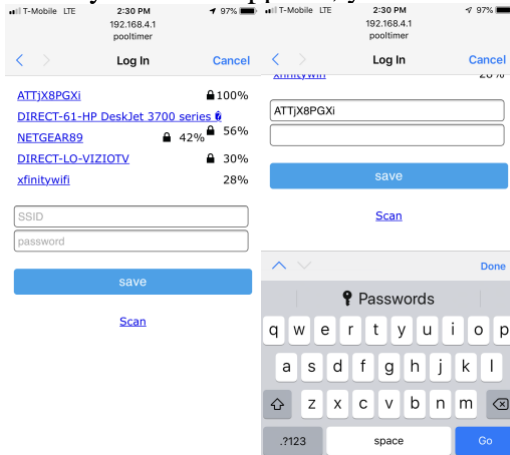 T-Mobile LTE 2:30 PM 97%
192.168.4.1
pooltimer
Log In Cancel
ATTjX8PGXi 100%
DIRECT-61-HP DeskJet 3700 series
56%
NETGEAR89 42%
DIRECT-LO-VIZIOTV 30%
xfinitywifi 28%
SSID
password
save
Scan
T-Mobile LTE 2:30 PM 97%
192.168.4.1
pooltimer
Log In Cancel
xfinitywifi 28%
ATTjX8PGXi
save
Scan
Done
Passwords
q w e r t y u i o p
a s d f g h j k l
z x c v b n m
.?123 space Go